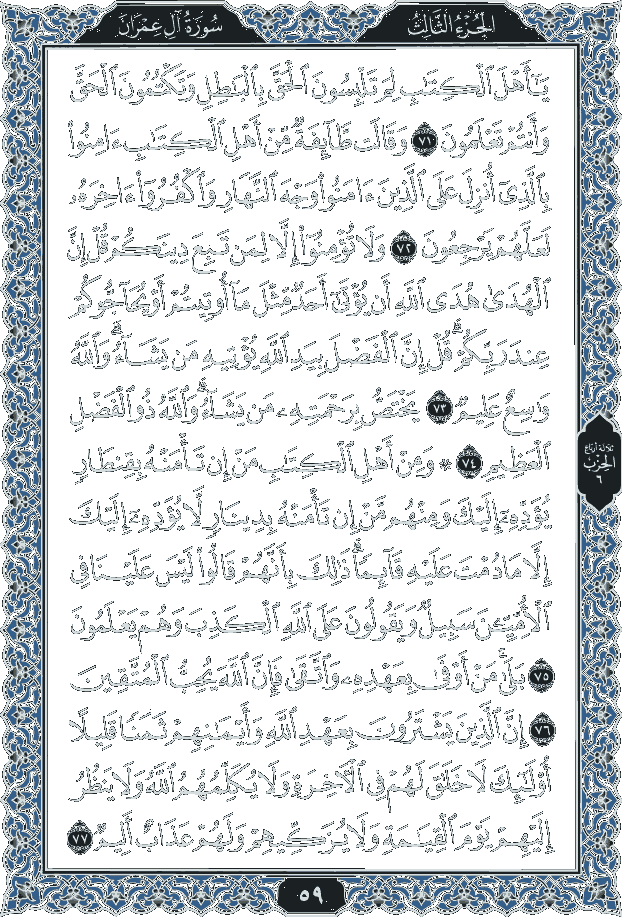 الجزء الثالث
سورة آل عمران
يَٰٓأَهْلَ ٱلْكِتَٰبِ لِمَ تَلْبِسُونَ ٱلْحَقَّ بِٱلْبَٰطِلِ وَتَكْتُمُونَ ٱلْحَقَّ
وَأَنتُمْ تَعْلَمُونَ ٧١ وَقَالَت طَّآئِفَةٌ مِّنْ أَهْلِ ٱلْكِتَٰبِ ءَامِنُوا۟
بِٱلَّذِىٓ أُنزِلَ عَلَى ٱلَّذِينَ ءَامَنُوا۟ وَجْهَ ٱلنَّهَارِ وَٱكْفُرُوٓا۟ ءَاخِرَهُۥ
لَعَلَّهُمْ يَرْجِعُونَ ٧٢ وَلَا تُؤْمِنُوٓا۟ إِلَّا لِمَن تَبِعَ دِينَكُمْ قُلْ إِنَّ
ٱلْهُدَىٰ هُدَى ٱللَّهِ أَن يُؤْتَىٰٓ أَحَدٌ مِّثْلَ مَآ أُوتِيتُمْ أَوْ يُحَآجُّوكُمْ
عِندَ رَبِّكُمْ ۗ قُلْ إِنَّ ٱلْفَضْلَ بِيَدِ ٱللَّهِ يُؤْتِيهِ مَن يَشَآءُ ۗ وَٱللَّهُ
وَٰسِعٌ عَلِيمٌ ٧٣ يَخْتَصُّ بِرَحْمَتِهِۦ مَن يَشَآءُ ۗ وَٱللَّهُ ذُو ٱلْفَضْلِ
ٱلْعَظِيمِ ٧٤ ۞ وَمِنْ أَهْلِ ٱلْكِتَٰبِ مَنْ إِن تَأْمَنْهُ بِقِنطَارٍ
يُؤَدِّهِۦٓ إِلَيْكَ وَمِنْهُم مَّنْ إِن تَأْمَنْهُ بِدِينَارٍ لَّا يُؤَدِّهِۦٓ إِلَيْكَ
إِلَّا مَا دُمْتَ عَلَيْهِ قَآئِمًا ۗ ذَٰلِكَ بِأَنَّهُمْ قَالُوا۟ لَيْسَ عَلَيْنَا فِى
ٱلْأُمِّيِّـۧنَ سَبِيلٌ وَيَقُولُونَ عَلَى ٱللَّهِ ٱلْكَذِبَ وَهُمْ يَعْلَمُونَ
٧٥ بَلَىٰ ۚ مَنْ أَوْفَىٰ بِعَهْدِهِۦ وَٱتَّقَىٰ فَإِنَّ ٱللَّهَ يُحِبُّ ٱلْمُتَّقِينَ
٧٦ إِنَّ ٱلَّذِينَ يَشْتَرُونَ بِعَهْدِ ٱللَّهِ وَأَيْمَٰنِهِمْ ثَمَنًا قَلِيلًا
أُو۟لَٰٓئِكَ لَا خَلَٰقَ لَهُمْ فِى ٱلْءَاخِرَةِ وَلَا يُكَلِّمُهُمُ ٱللَّهُ وَلَا يَنظُرُ
إِلَيْهِمْ يَوْمَ ٱلْقِيَٰمَةِ وَلَا يُزَكِّيهِمْ وَلَهُمْ عَذَابٌ أَلِيمٌ ٧٧
ثلاثة أرباع
الحزب
٦
٥٩